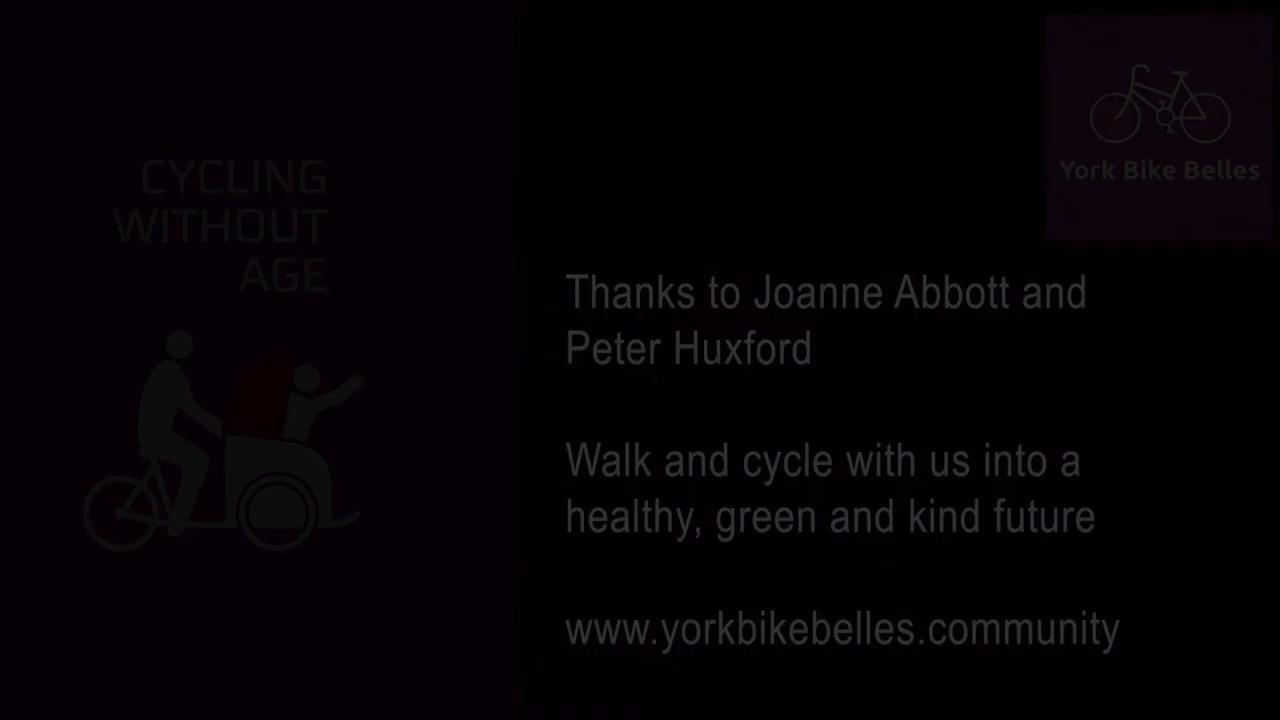 CYCLING
WITHOUT
AGE
York Bike Belles
Thanks to Joanne Abbott and
Peter Huxford
Walk and cycle with us into a
healthy, green and kind future
www.yorkbikebelles.community